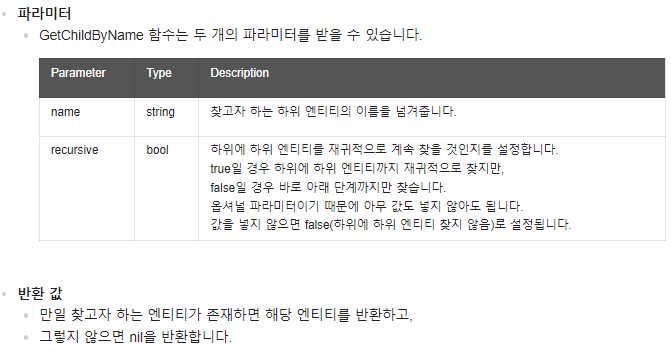 파라미터
GetChildByName 함수는 두 개의 파라미터를 받을 수 있습니다.
Parameter Type Description
name string 찾고자 하는 하위 엔티티의 이름을 넘겨줍니다.
recursive bool 하위에 하위 엔티티를 재귀적으로 계속 찾을 것인지를 설정합니다.
true일 경우 하위에 하위 엔티티까지 재귀적으로 찾지만,
false일 경우 바로 아래 단계까지만 찾습니다.
옵셔널 파라미터이기 때문에 아무 값도 넣지 않아도 됩니다.
값을 넣지 않으면 false(하위에 하위 엔티티 찾지 않음)로 설정됩니다.
반환 값
만일 찾고자 하는 엔티티가 존재하면 해당 엔티티를 반환하고,
그렇지 않으면 nil을 반환합니다.